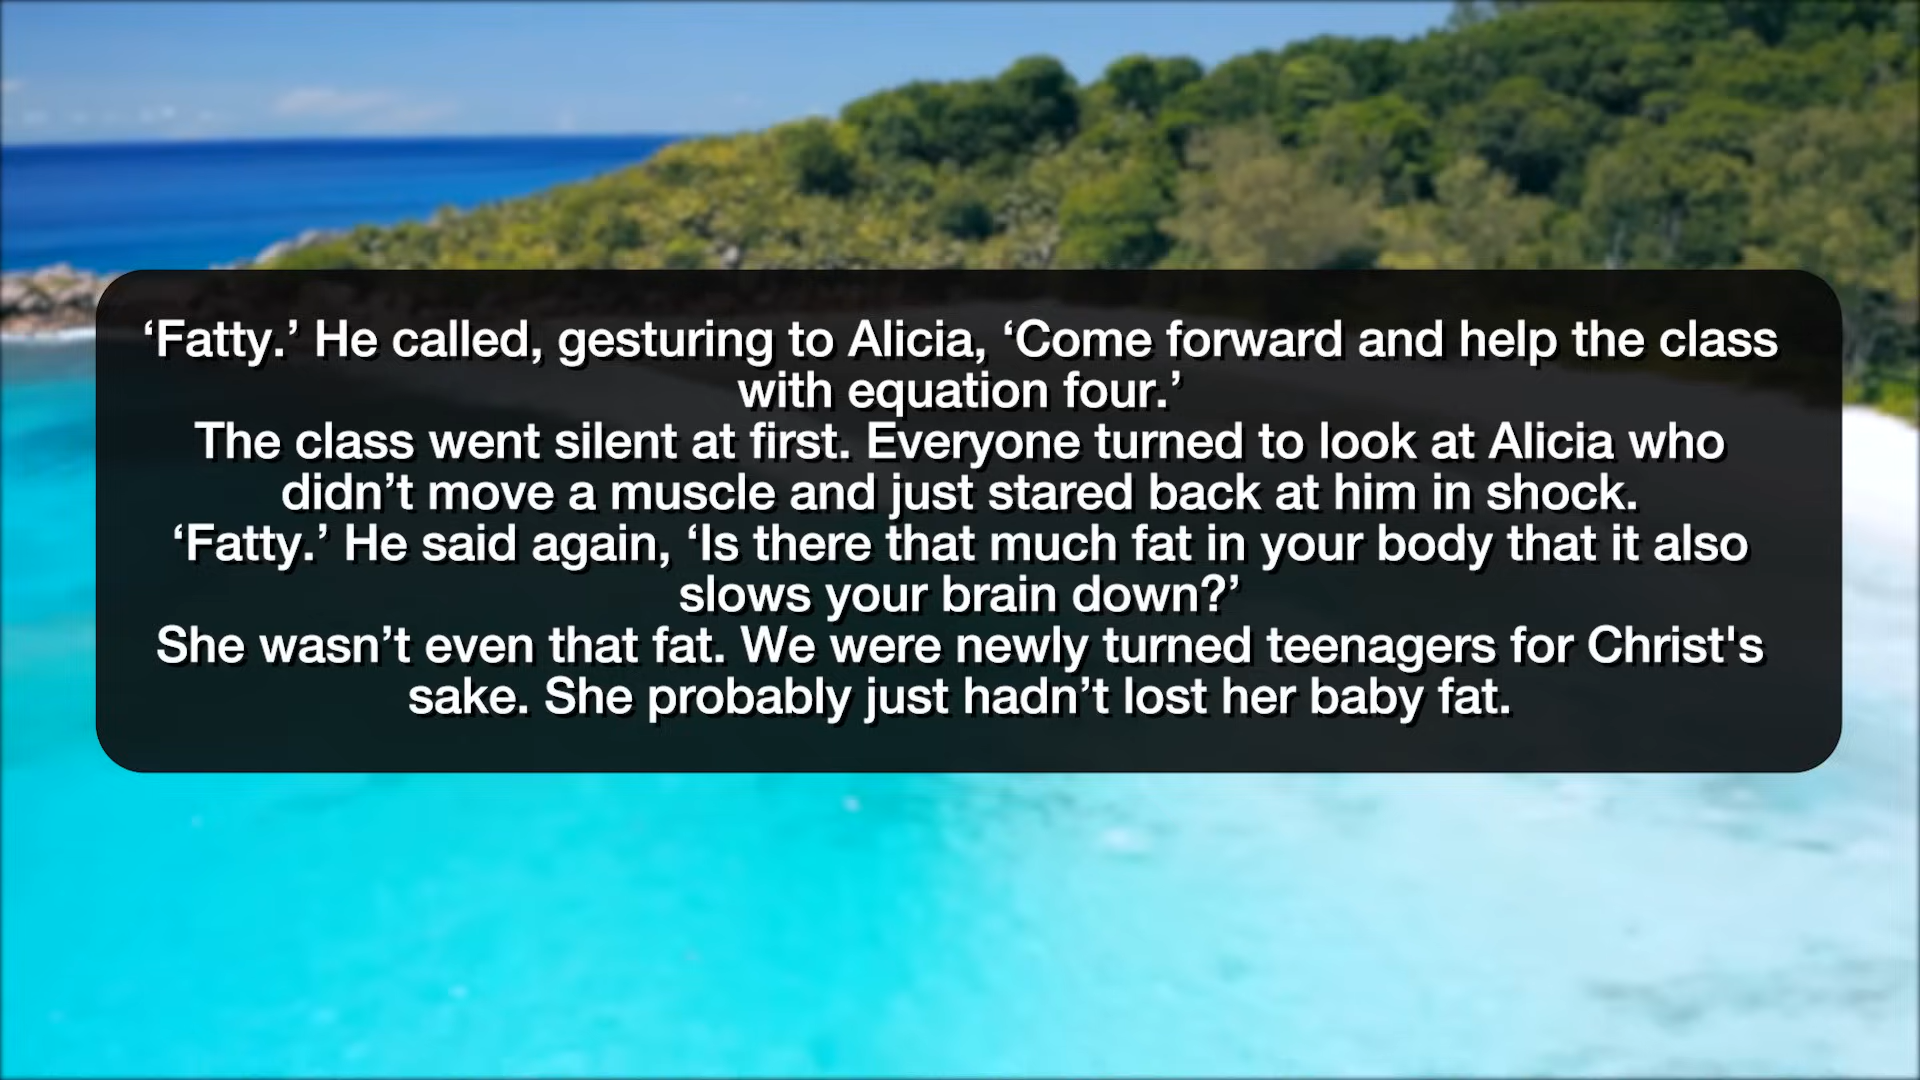 ‘Fatty.’ He called, gesturing to Alicia, ‘Come forward and help the class
with equation four.’
The class went silent at first. Everyone turned to look at Alicia who
didn’t move a muscle and just stared back at him in shock.
‘Fatty.’ He said again, ‘Is there that much fat in your body that it also
slows your brain down?’
She wasn’t even that fat. We were newly turned teenagers for Christ's
sake. She probably just hadn’t lost her baby fat.